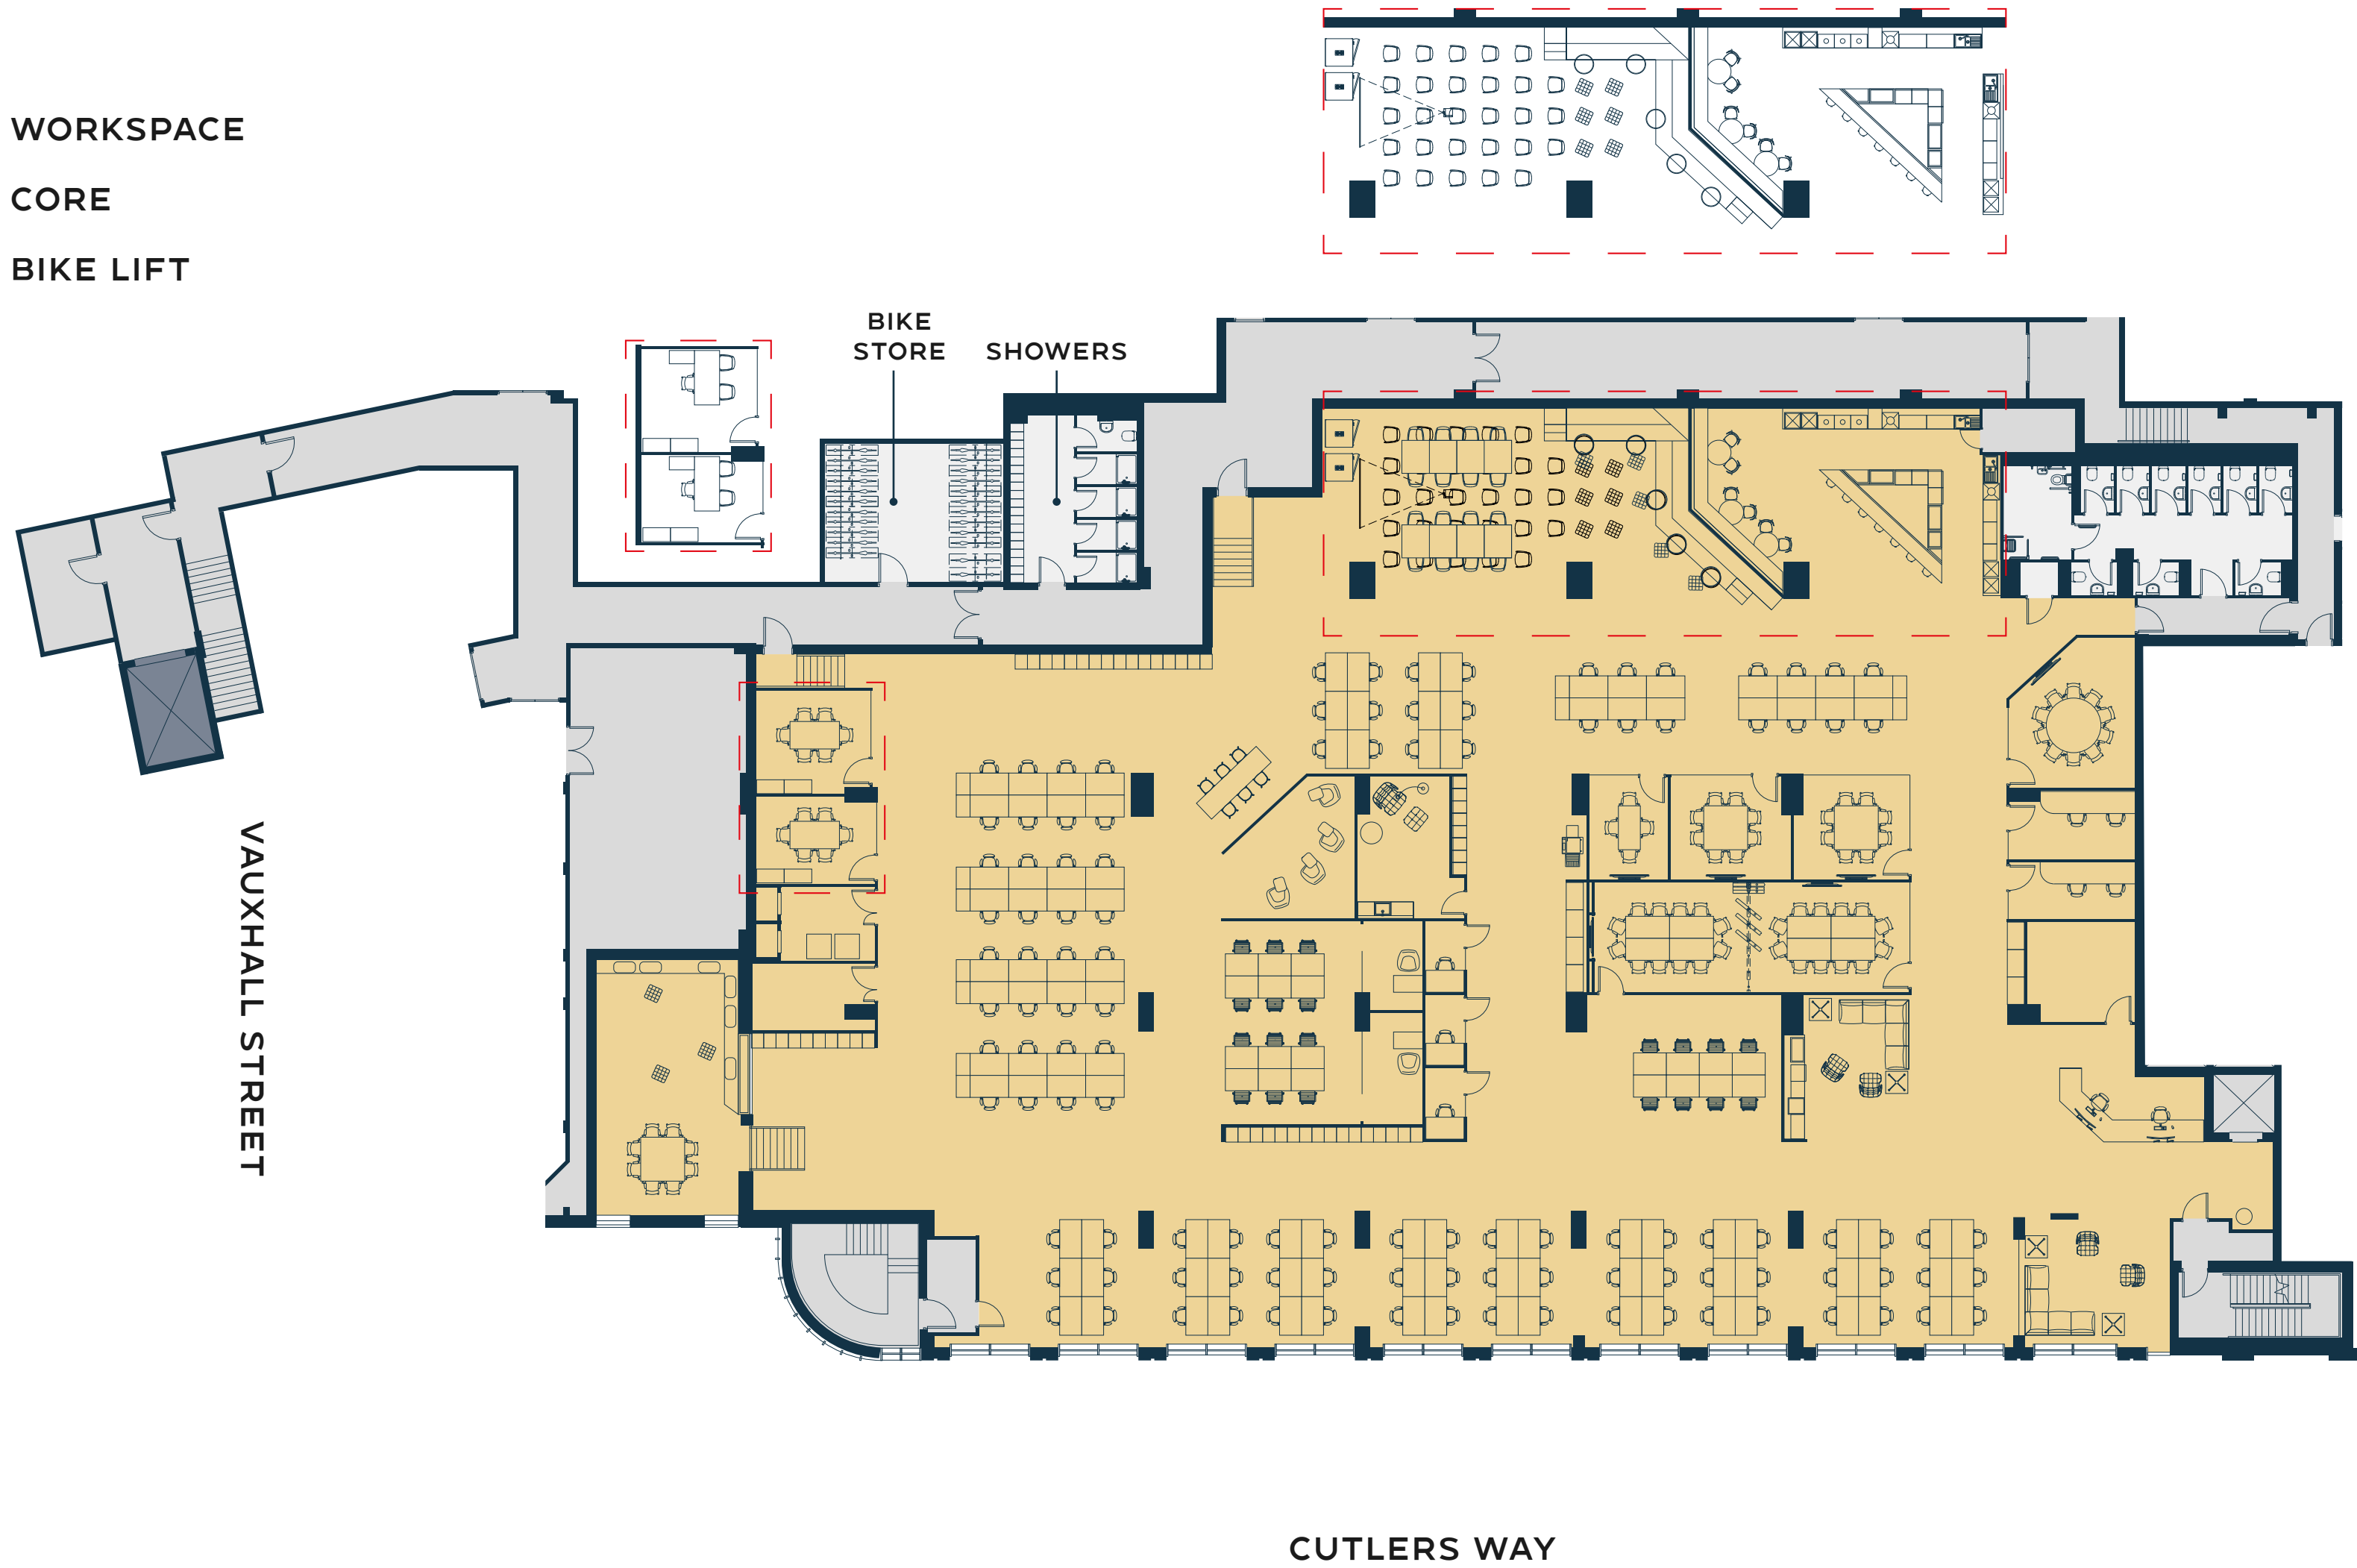 WORKSPACE
CORE
BIKE LIFT
BIKE
STORE
SHOWERS
VAUXHALL STREET
CUTLERS WAY